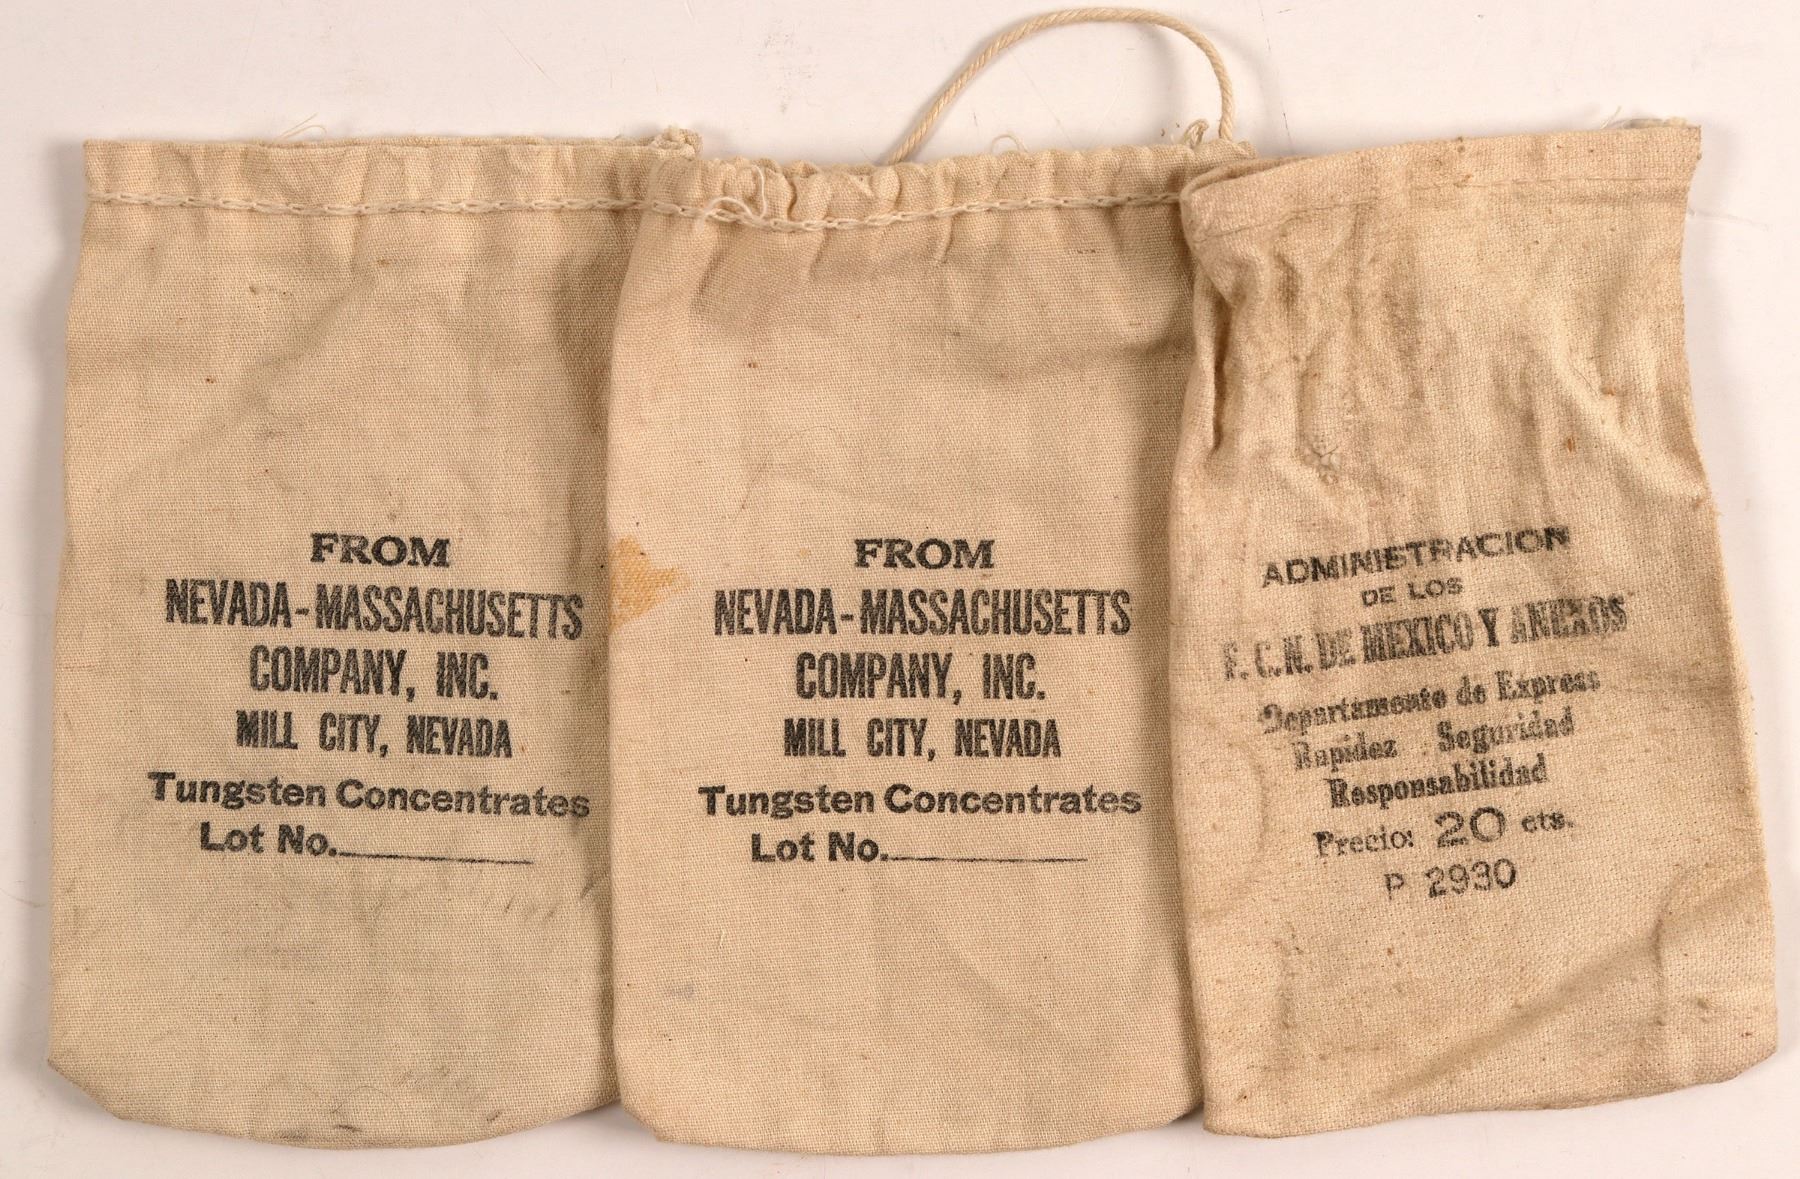 FROM
NEVADA-MASSACHUSETTS
COMPANY, INC.
MILL CITY, NEVADA
Tungsten Concentrates
Lot No.
FROM
NEVADA-MASSACHUSETTS
COMPANY, INC.
MILL CITY, NEVADA
Tungsten Concentrates
Lot No.
ADMINISTRACION
DE LOS
F.C.N. DE MEXICO Y ANEXOS
Departamento de Express
Rapidez Seguridad
Responsabilidad
Precio: 20 cts.
P 2930